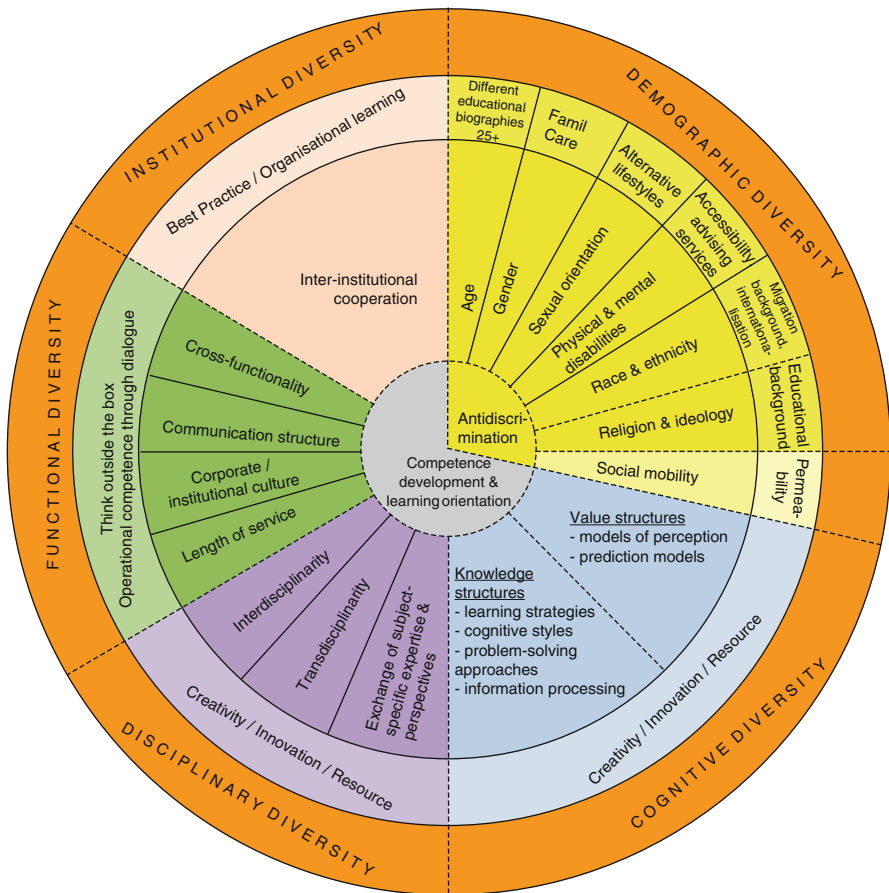 INSTITUTIONAL DIVERSITY
DEMOGRAPHIC DIVERSITY
Best Practice / Organisational learning
Different
educational
biographies
25+
Famil
Care
Alternative
lifestyles
Accessibility
advising
services
Migration
background,
internationa-
lisation
Educational
background
Permea-
bility
Inter-institutional
cooperation
Age
Gender
Sexual orientation
Physical & mental
disabilities
Race & ethnicity
Religion & ideology
Social mobility
Antidiscri-
mination
Competence
development &
learning orientation
FUNCTIONAL DIVERSITY
Think outside the box
Operational competence through dialogue
Cross-functionality
Communication structure
Corporate /
institutional culture
Length of service
Value structures
- models of perception
- prediction models
Knowledge
structures
- learning strategies
- cognitive styles
- problem-solving
approaches
- information processing
Interdisciplinarity
Transdisciplinarity
Exchange of subject-
specific expertise &
perspectives
Creativity / Innovation / Resource
Creativity / Innovation / Resource
DISCIPLINARY DIVERSITY
COGNITIVE DIVERSITY